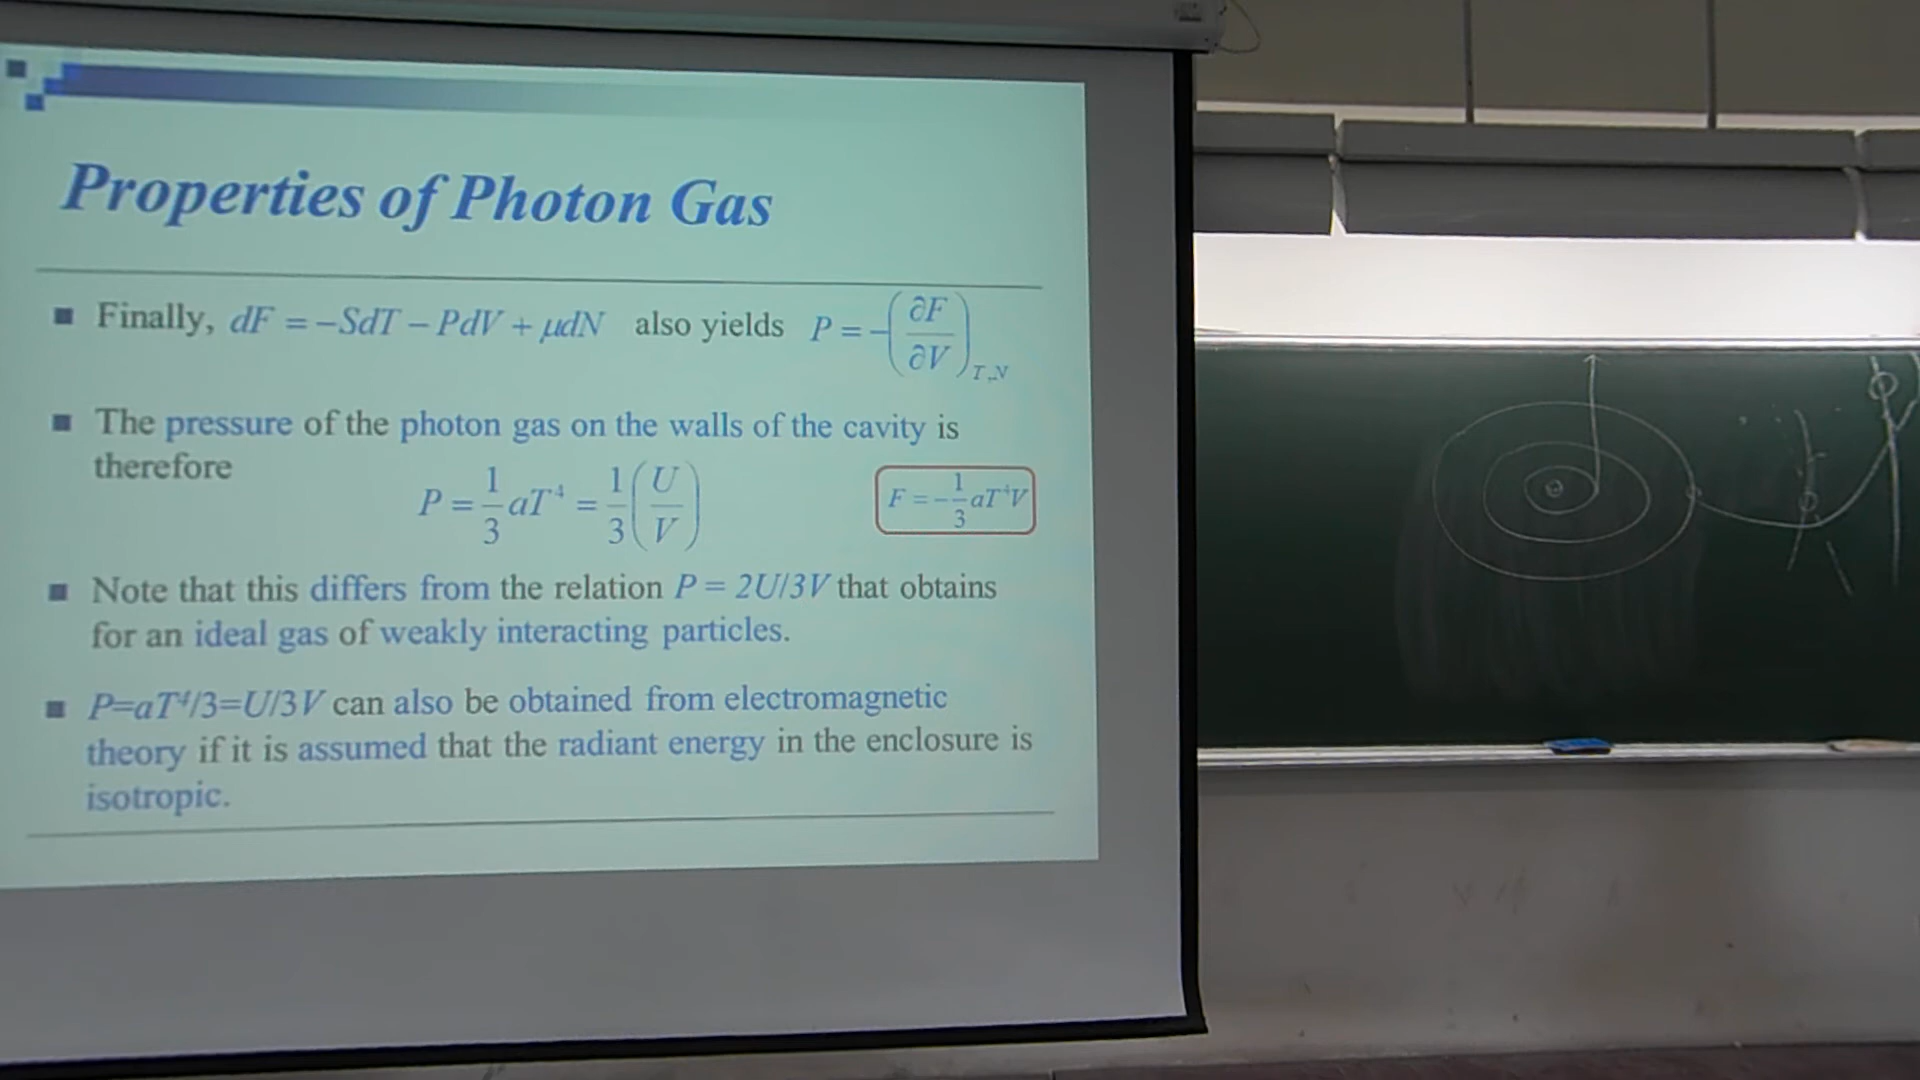 Properties of Photon Gas
Finally, dF = −SdT − PdV + μdN also yields P = −(∂F/∂V)T,N
The pressure of the photon gas on the walls of the cavity is
therefore
P = 1/3 aT⁴ = 1/3 (U/V)
F = −1/3 aT⁴V
Note that this differs from the relation P = 2U/3V that obtains
for an ideal gas of weakly interacting particles.
P=aT⁴/3=U/3V can also be obtained from electromagnetic
theory if it is assumed that the radiant energy in the enclosure is
isotropic.